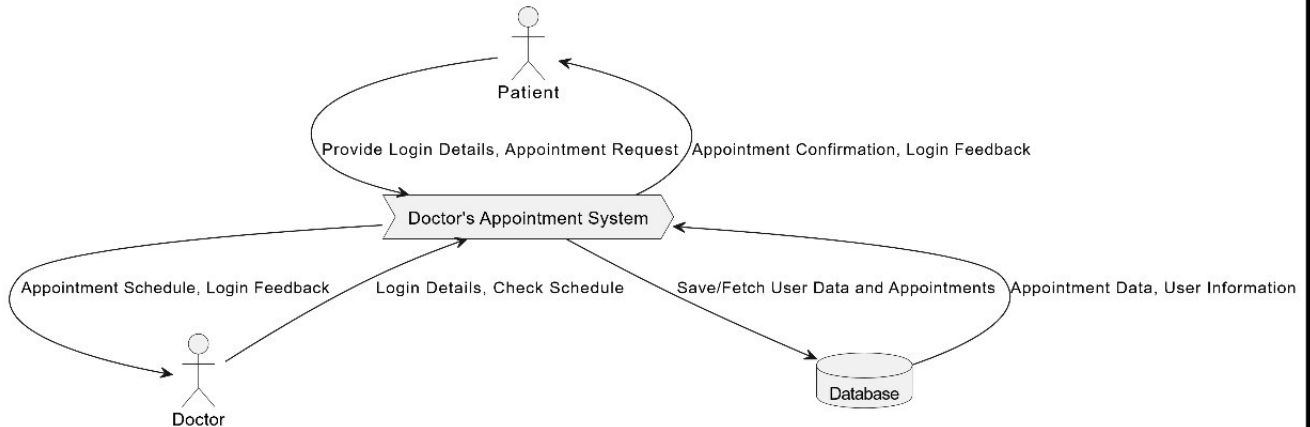 Patient
Provide Login Details, Appointment Request
Appointment Confirmation, Login Feedback
Doctor's Appointment System
Appointment Schedule, Login Feedback
Login Details, Check Schedule
Save/Fetch User Data and Appointments
Appointment Data, User Information
Doctor
Database